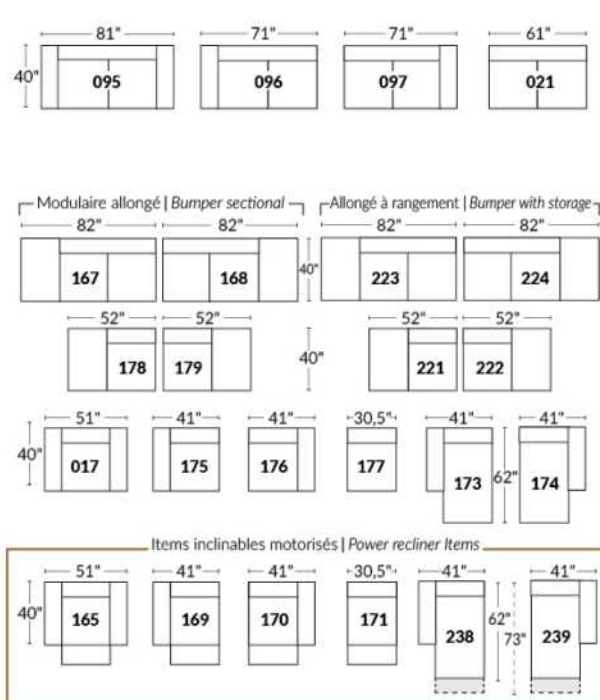 81" 71" 71" 61"
40" 095 096 097 021
Modulaire allongé | Bumper sectional Allongé à rangement | Bumper with storage
82" 82" 82" 82"
167 168 40" 223 224
52" 52" 52" 52"
178 179 40" 221 222
51" 41" 41" 30,5" 41" 41"
40" 017 175 176 177 173 62" 174
Items inclinables motorisés | Power recliner Items
51" 41" 41" 30,5" 41" 41"
40" 165 169 170 171 238 62" 73" 239